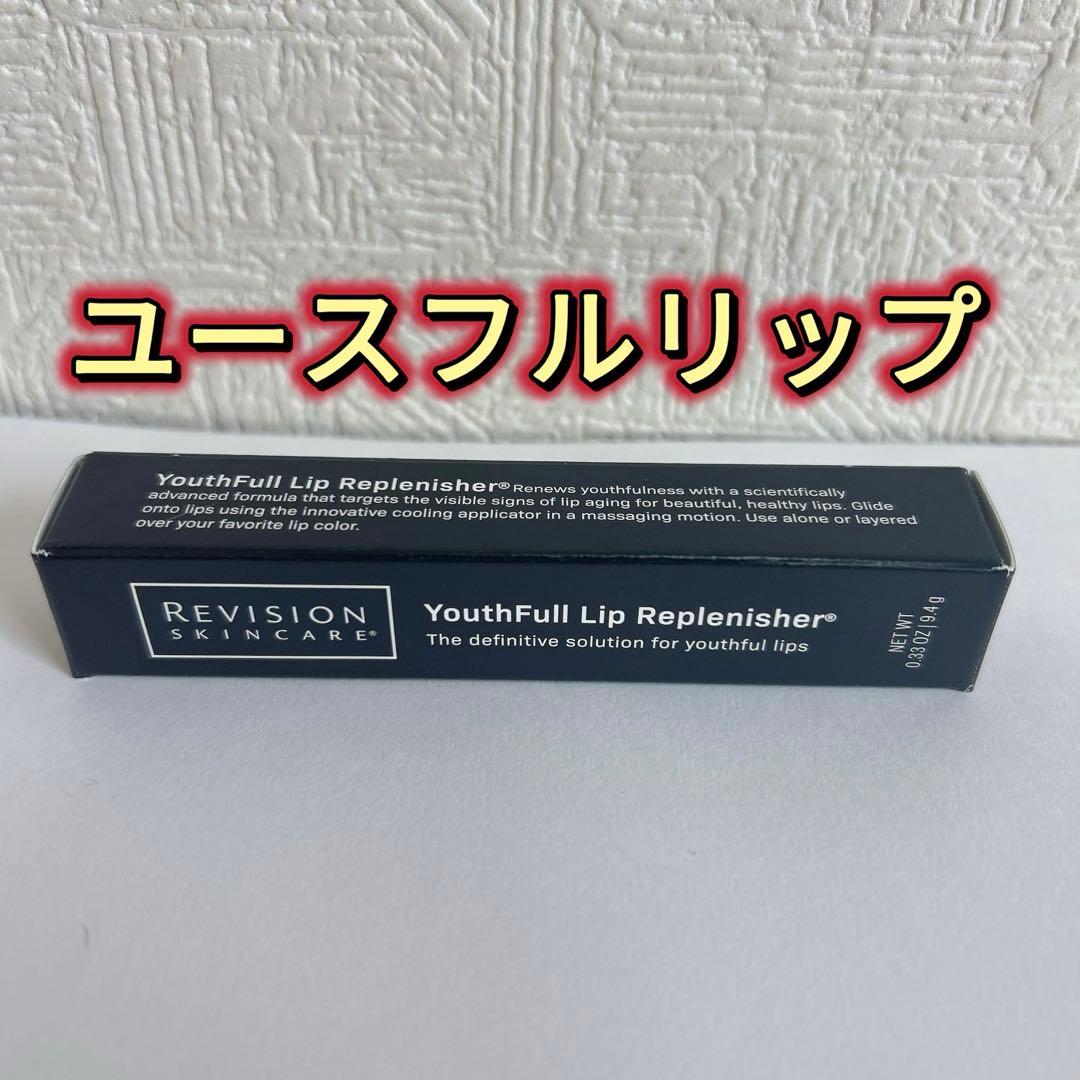 ユースフルリップ
YouthFull Lip Replenisher® Renews youthfulness with a scientifically
advanced formula that targets the visible signs of lip aging for beautiful, healthy lips. Glide
onto lips using the innovative cooling applicator in a massaging motion. Use alone or layered
over your favorite lip color.
REVISION
SKINCARE®
YouthFull Lip Replenisher®
The definitive solution for youthful lips
NET WT
0.33 OZ | 9.4 g